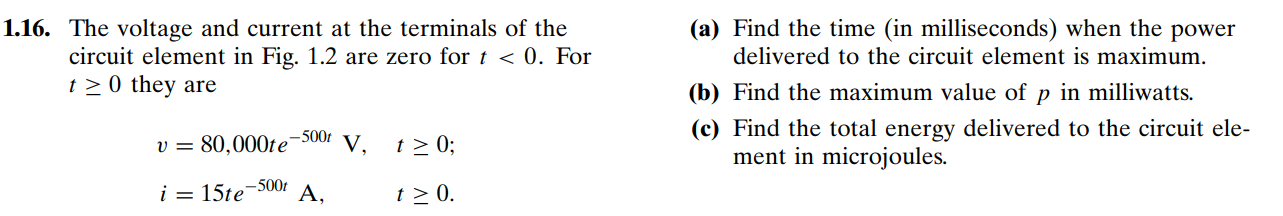 1.16. The voltage and current at the terminals of the
circuit element in Fig. 1.2 are zero for t < 0. For
t ≥ 0 they are
v = 80,000te^{-500t} V, t ≥ 0;
i = 15te^{-500t} A, t ≥ 0.
(a) Find the time (in milliseconds) when the power
delivered to the circuit element is maximum.
(b) Find the maximum value of p in milliwatts.
(c) Find the total energy delivered to the circuit ele-
ment in microjoules.